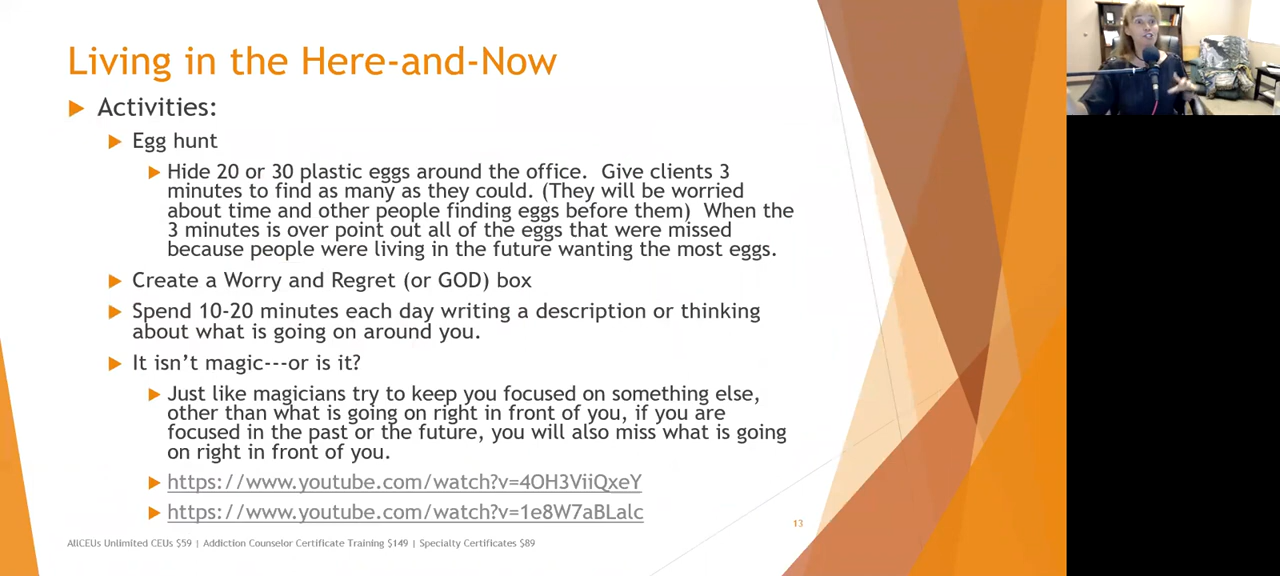 Living in the Here-and-Now
Activities:
Egg hunt
Hide 20 or 30 plastic eggs around the office.  Give clients 3
minutes to find as many as they could. (They will be worried
about time and other people finding eggs before them)  When the
3 minutes is over point out all of the eggs that were missed
because people were living in the future wanting the most eggs.
Create a Worry and Regret (or GOD) box
Spend 10-20 minutes each day writing a description or thinking
about what is going on around you.
It isn't magic---or is it?
Just like magicians try to keep you focused on something else,
other than what is going on right in front of you, if you are
focused in the past or the future, you will also miss what is going
on right in front of you.
https://www.youtube.com/watch?v=4OH3ViiQxeY
https://www.youtube.com/watch?v=1e8W7aBLalc
13
AllCEUs Unlimited CEUs $59 | Addiction Counselor Certificate Training $149 | Specialty Certificates $89